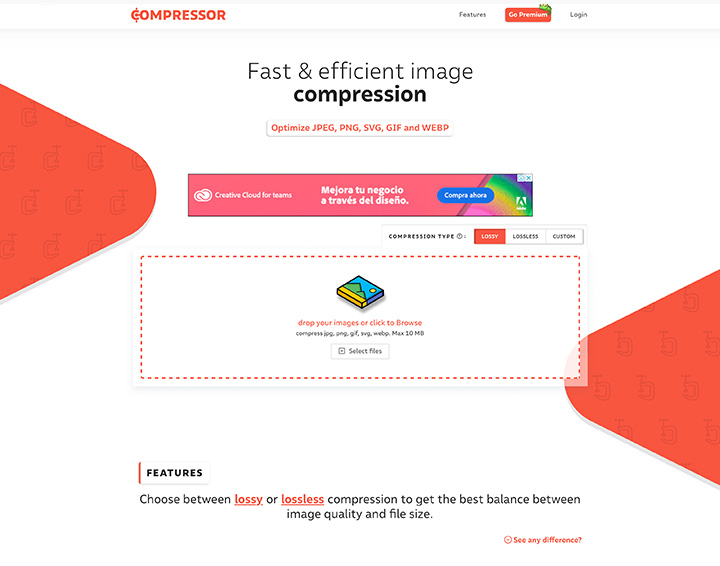 COMPRESSOR
Features
Go Premium
Login
Fast & efficient image
compression
Optimize JPEG, PNG, SVG, GIF and WEBP
Creative Cloud for teams
Mejora tu negocio
a través del diseño.
Compra ahora
Adobe
COMPRESSION TYPE ? :
LOSSY
LOSSLESS
CUSTOM
drop your images or click to Browse
compress jpg, png, gif, svg, webp. Max 10 MB
Select files
FEATURES
Choose between lossy or lossless compression to get the best balance between
image quality and file size.
See any difference?